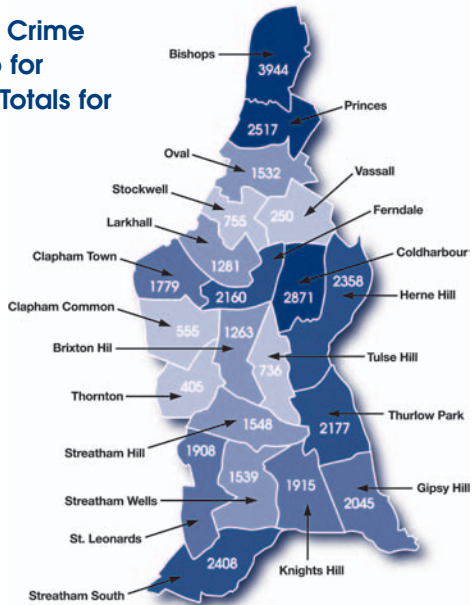 Crime
o for
Totals for
Bishops
3944
Princes
2517
Oval
1532
Vassall
Stockwell
755
250
Ferndale
Larkhall
1281
Coldharbour
Clapham Town
1779
2160
2871
2358
Herne Hill
Clapham Common
555
1263
Brixton Hil
736
Tulse Hill
405
Thornton
Thurlow Park
2177
Streatham Hill
1548
1908
1539
Streatham Wells
1915
Gipsy Hill
2045
St. Leonards
Knights Hill
2408
Streatham South